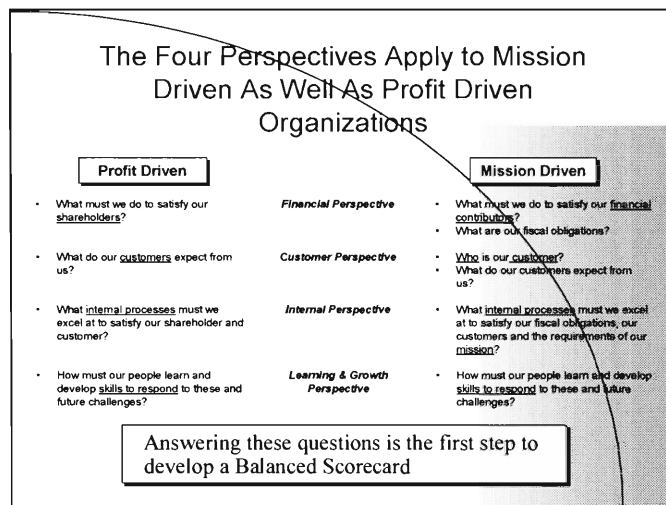 The Four Perspectives Apply to Mission
Driven As Well As Profit Driven
Organizations
Profit Driven
Mission Driven
• What must we do to satisfy our
shareholders?
Financial Perspective
• What must we do to satisfy our financial
contributors?
• What are our fiscal obligations?
• What do our customers expect from
us?
Customer Perspective
• Who is our customer?
• What do our customers expect from
us?
• What internal processes must we
excel at to satisfy our shareholder and
customer?
Internal Perspective
• What internal processes must we excel
at to satisfy our fiscal obligations, our
customers and the requirements of our
mission?
• How must our people learn and
develop skills to respond to these and
future challenges?
Learning & Growth
Perspective
• How must our people learn and develop
skills to respond to these and future
challenges?
Answering these questions is the first step to
develop a Balanced Scorecard